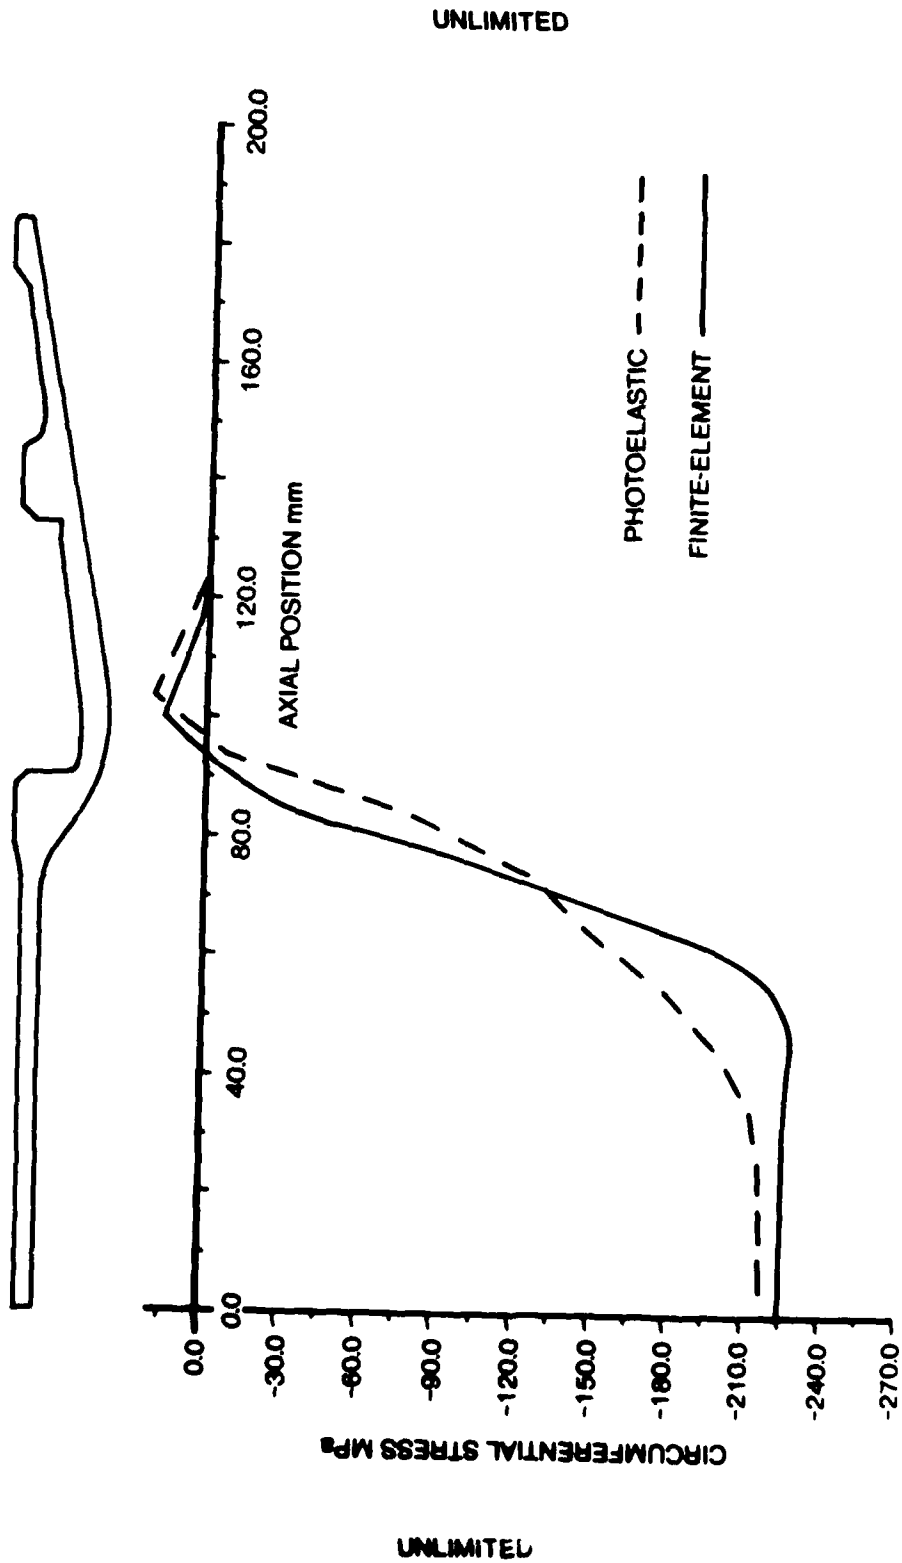 UNLIMITED
CIRCUMFERENTIAL STRESS MPa
0.0
-30.0
-60.0
-90.0
-120.0
-150.0
-180.0
-210.0
-240.0
-270.0
0.0
40.0
80.0
120.0
160.0
200.0
AXIAL POSITION mm
PHOTOELASTIC
FINITE-ELEMENT
UNLIMITED